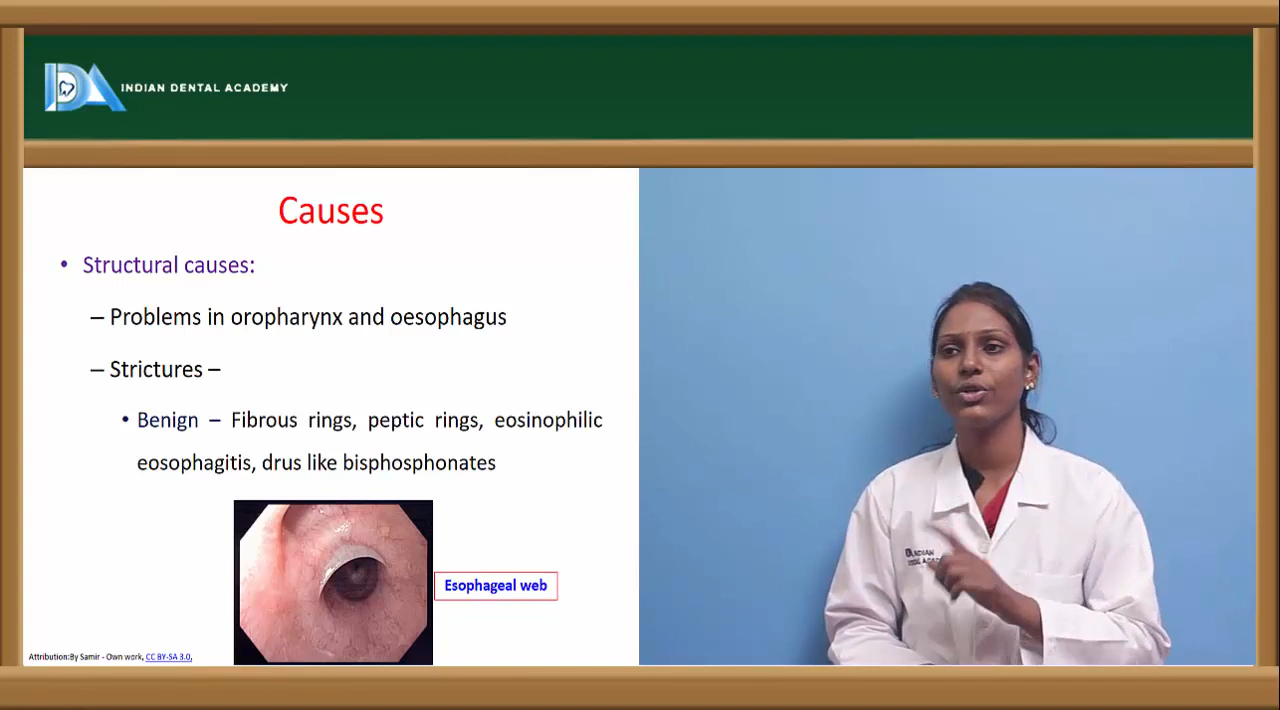 INDIAN DENTAL ACADEMY
Causes
• Structural causes:
– Problems in oropharynx and oesophagus
– Strictures –
• Benign – Fibrous rings, peptic rings, eosinophilic
eosophagitis, drus like bisphosphonates
Esophageal web
Attribution:By Samir - Own work, CC BY-SA 3.0,